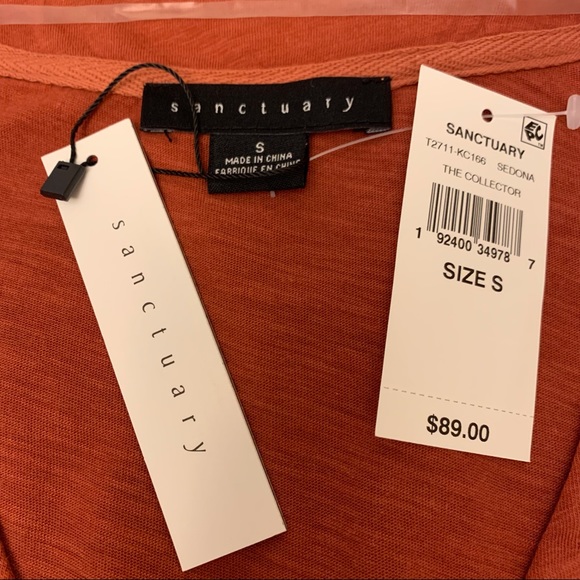 sanctuary
S
MADE IN CHINA
FABRIQUÉ EN CHINE
sanctuary
SANCTUARY
T2711-KC166 SEDONA
THE COLLECTOR
1 92400 34978 7
SIZE S
$89.00